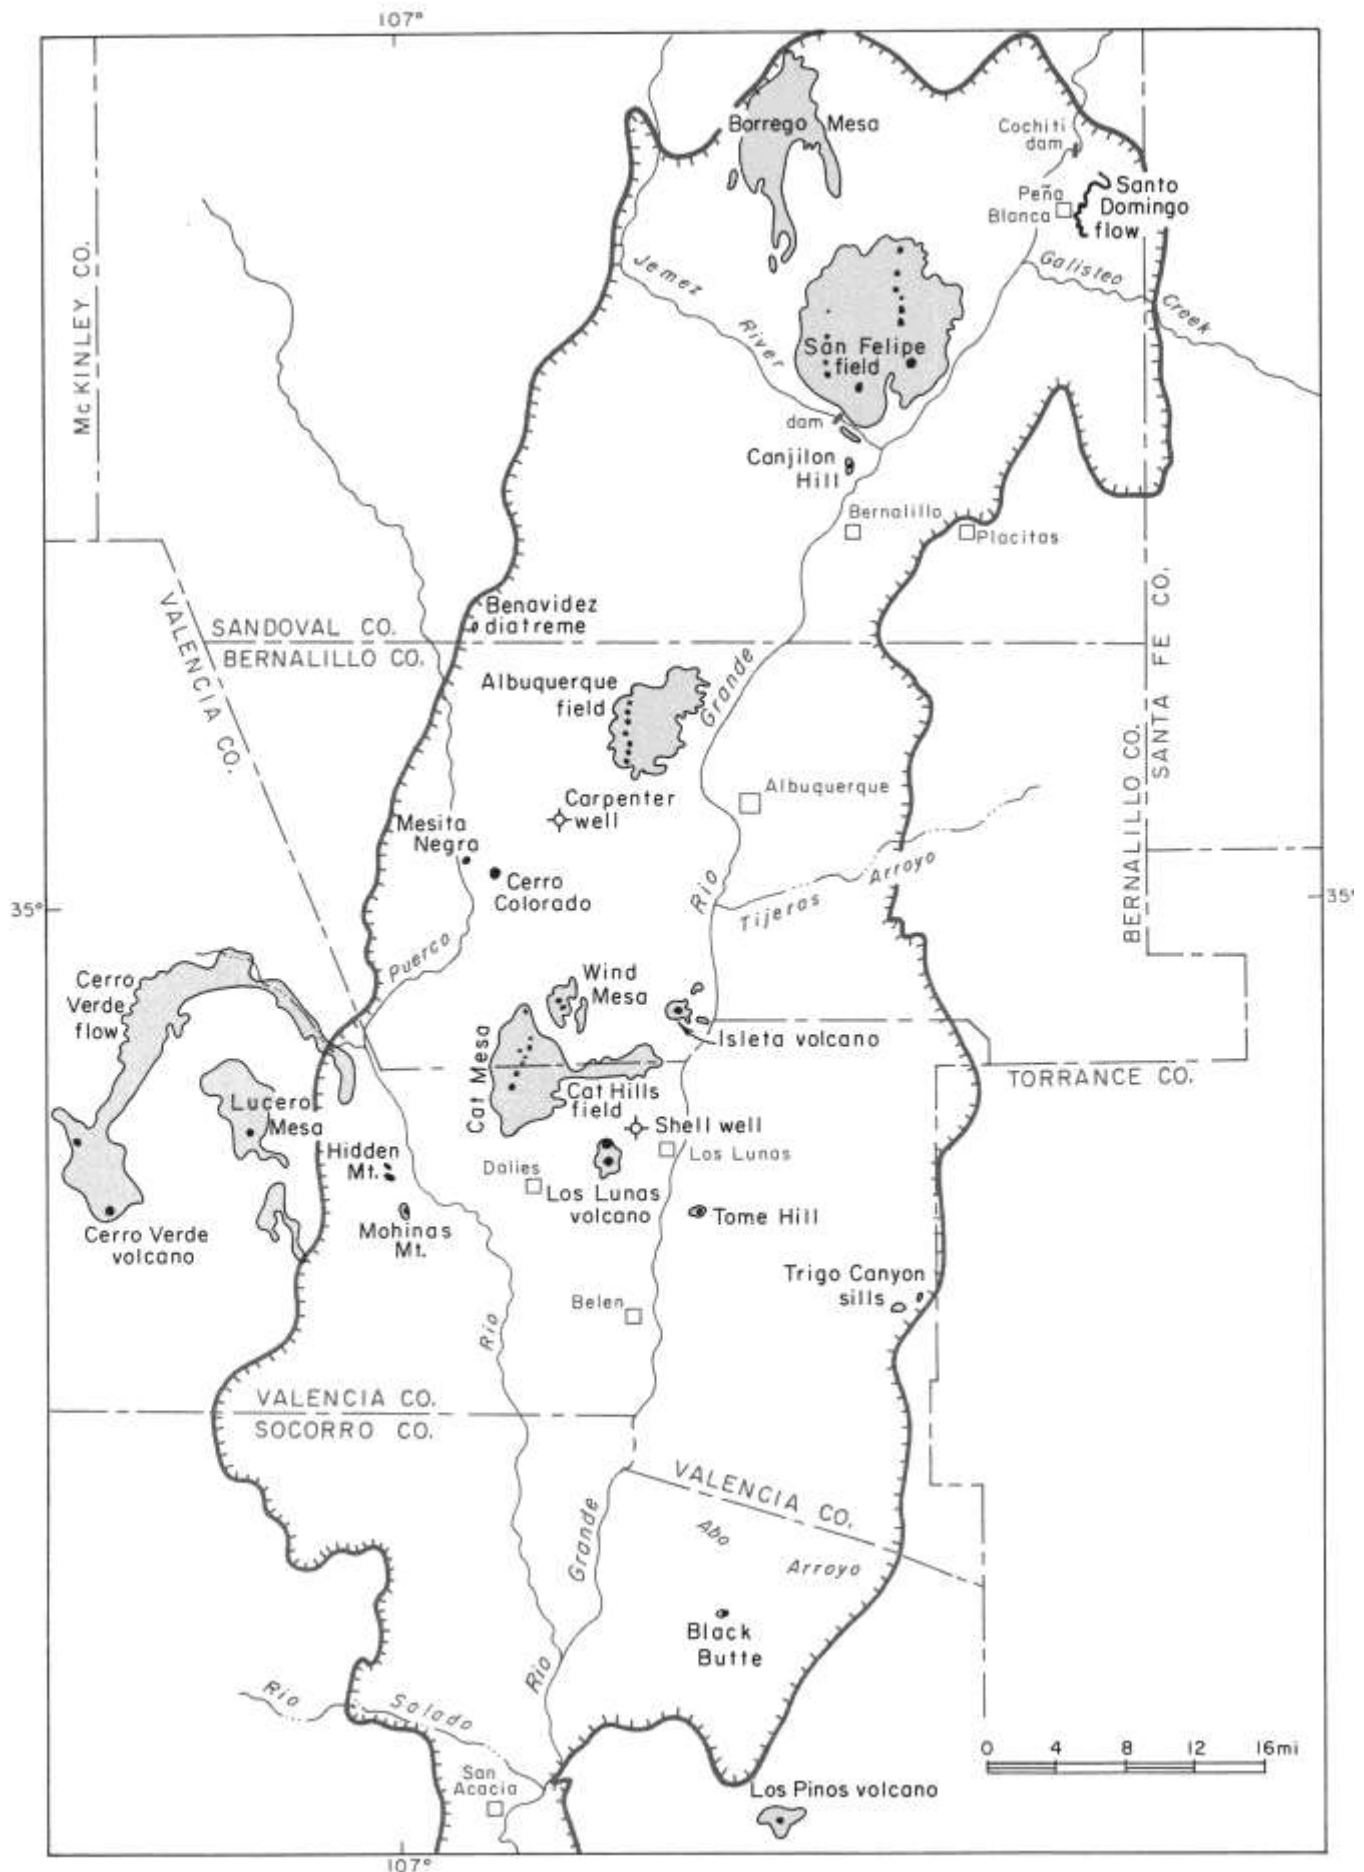 107°
Borrego Mesa
Cochiti
dam
Peña
Blanca
Santo
Domingo
flow
McKINLEY CO.
Jemez
River
Galisteo
Creek
San Felipe
field
dam
Canjilon
Hill
Bernalillo
Placitas
VALENCIA CO.
Benavidez
diatreme
SANDOVAL CO.
BERNALILLO CO.
SANTA FE CO.
BERNALILLO CO.
Albuquerque
field
Grande
Albuquerque
Carpenter
well
Mesita
Negra
Cerro
Colorado
Rio
Tijeras
Arroyo
35°
35°
Puerco
Cerro
Verde
flow
Wind
Mesa
Isleta volcano
Cat Mesa
TORRANCE CO.
Lucero
Mesa
Cat Hills
field
Shell well
Hidden
Mt.
Los Lunas
Dalies
Los Lunas
volcano
Tome Hill
Mohinas
Mt.
Cerro Verde
volcano
Trigo Canyon
sills
Belen
Rio
VALENCIA CO.
SOCORRO CO.
VALENCIA CO.
Grande
Abo
Arroyo
Black
Butte
Rio
Rio
Salado
0 4 8 12 16mi
San
Acacia
Los Pinos volcano
107°